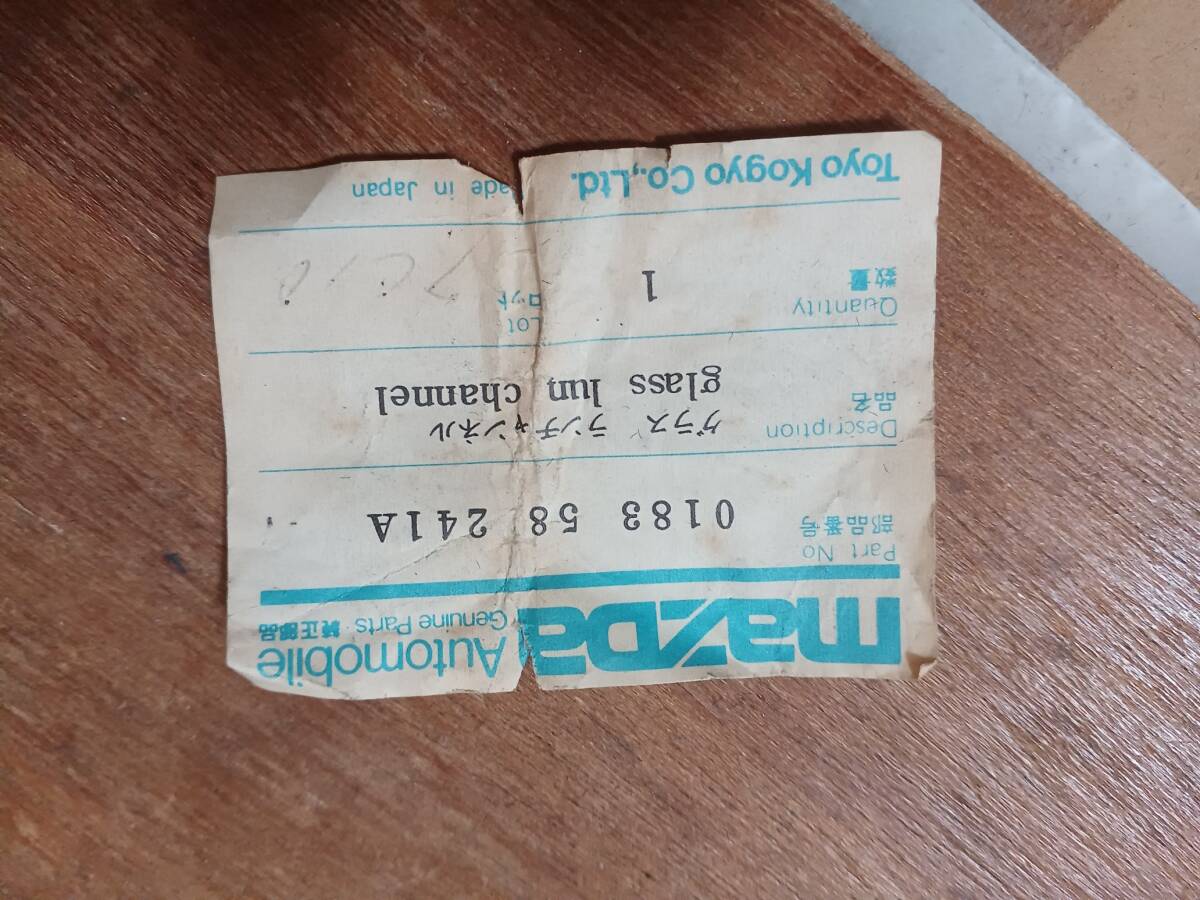 mazda Automobile
Genuine Parts・純正部品
Part No 0183 58 241A
部品番号
Description グラス ランチャンネル
品名 glass lun channel
Quantity 1 Lot
数量 ロット
Toyo Kogyo Co.,Ltd. Made in Japan